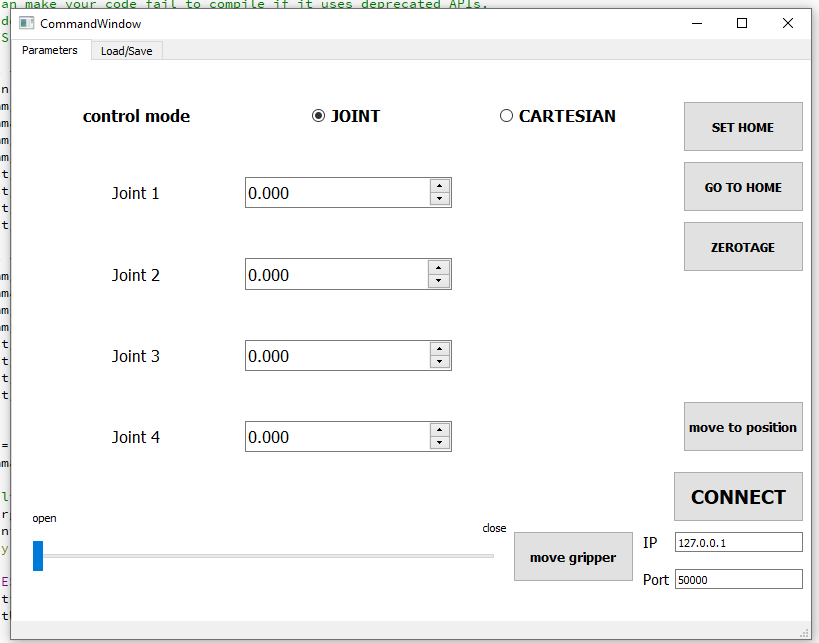 an make your code fail to compile if it uses deprecated APIs.
CommandWindow
Parameters
Load/Save
control mode
JOINT
CARTESIAN
SET HOME
Joint 1
0.000
GO TO HOME
ZEROTAGE
Joint 2
0.000
Joint 3
0.000
move to position
Joint 4
0.000
CONNECT
open
close
move gripper
IP
127.0.0.1
Port
50000